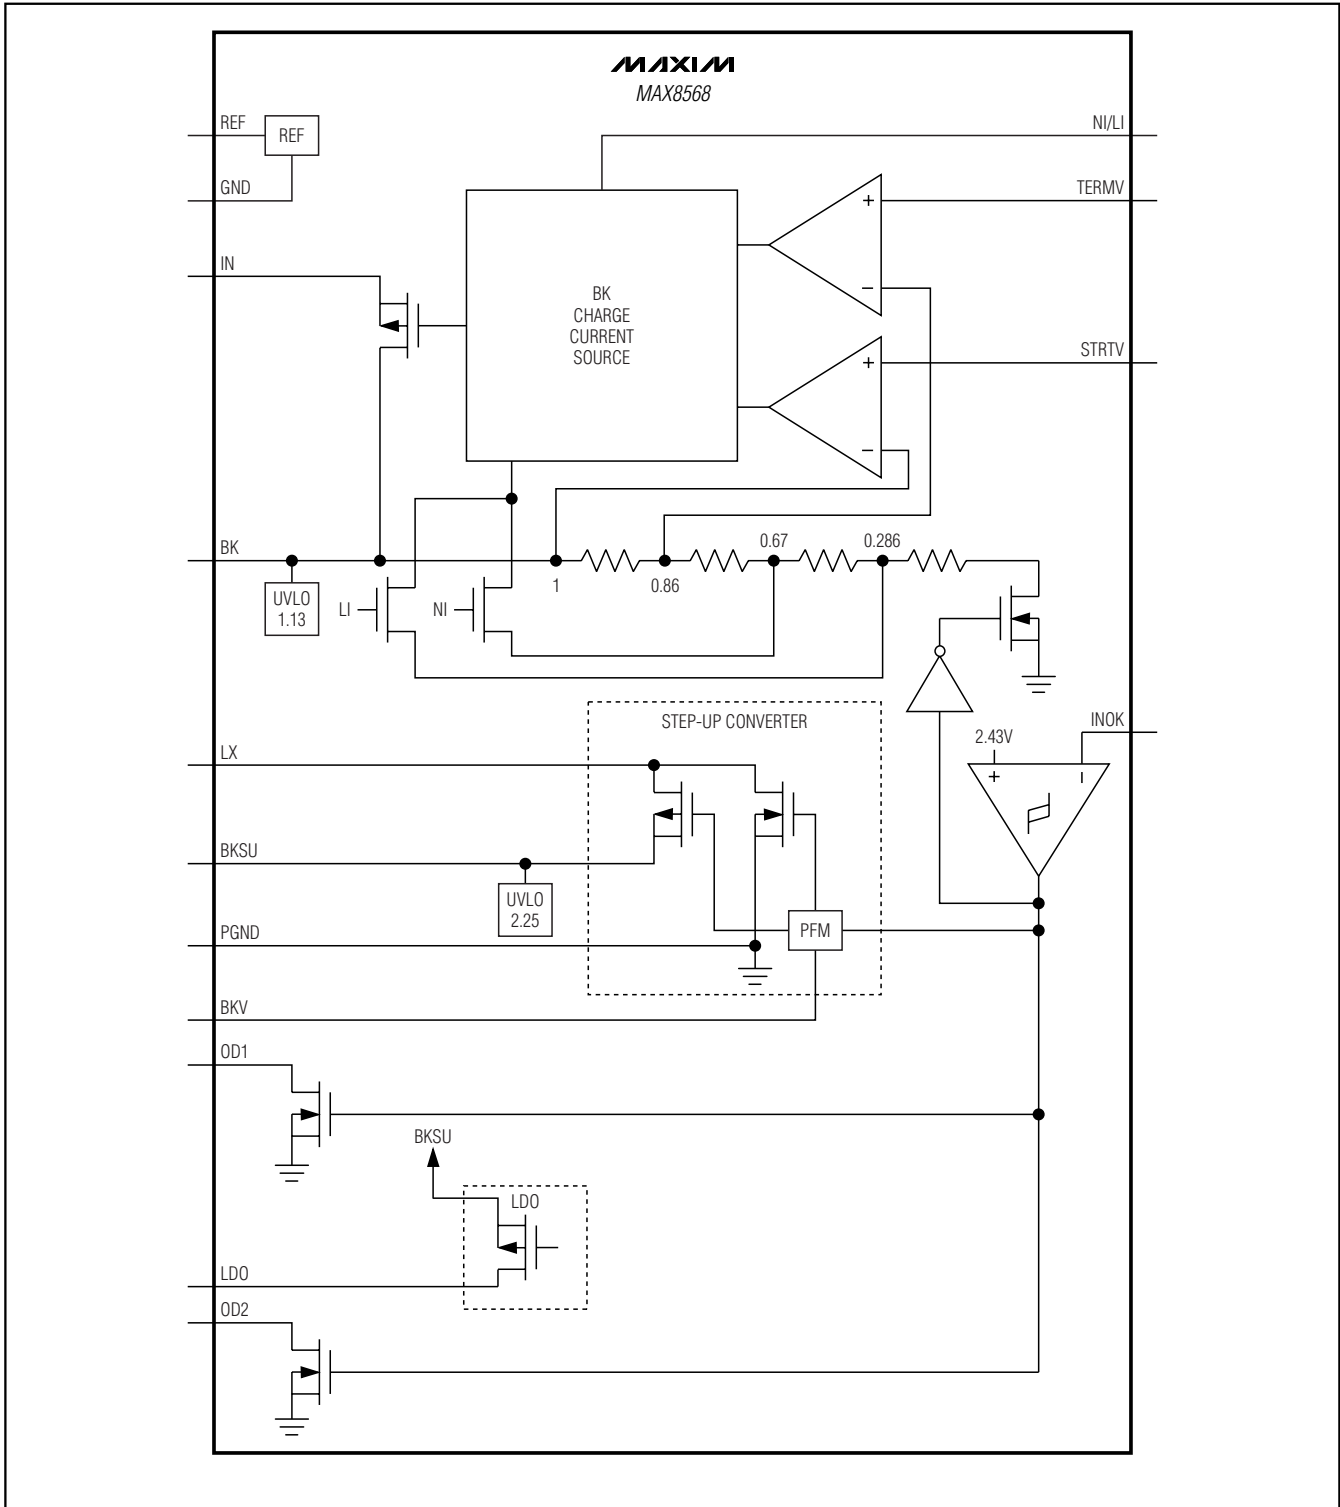 MAXIM
MAX8568
REF
REF
NI/LI
GND
TERMV
+
IN
−
BK
CHARGE
CURRENT
SOURCE
+
STRTV
−
BK
0.67
0.286
1
0.86
UVLO
1.13
LI
NI
STEP-UP CONVERTER
INOK
2.43V
+
−
LX
BKSU
UVLO
2.25
PGND
PFM
BKV
OD1
BKSU
LDO
LDO
OD2